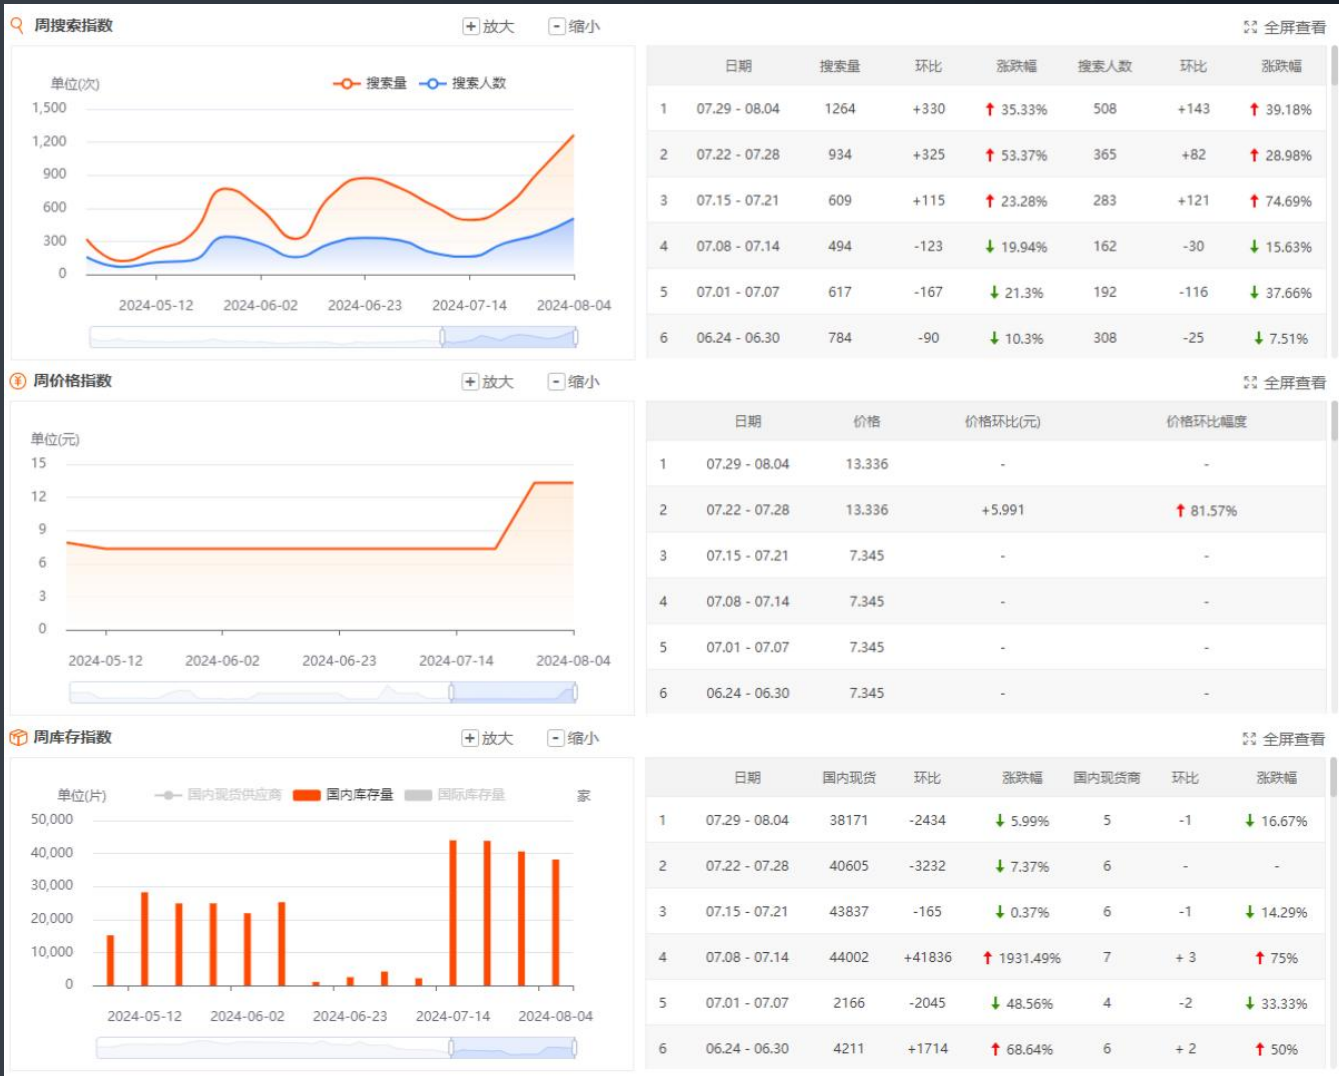 周搜索指数
+ 放大
- 缩小
全屏查看
单位(次)
搜索量
搜索人数
1,500
1,200
900
600
300
0
2024-05-12
2024-06-02
2024-06-23
2024-07-14
2024-08-04
日期 搜索量 环比 涨跌幅 搜索人数 环比 涨跌幅
1 07.29 - 08.04 1264 +330 ↑ 35.33% 508 +143 ↑ 39.18%
2 07.22 - 07.28 934 +325 ↑ 53.37% 365 +82 ↑ 28.98%
3 07.15 - 07.21 609 +115 ↑ 23.28% 283 +121 ↑ 74.69%
4 07.08 - 07.14 494 -123 ↓ 19.94% 162 -30 ↓ 15.63%
5 07.01 - 07.07 617 -167 ↓ 21.3% 192 -116 ↓ 37.66%
6 06.24 - 06.30 784 -90 ↓ 10.3% 308 -25 ↓ 7.51%
周价格指数
+ 放大
- 缩小
全屏查看
单位(元)
15
12
9
6
3
0
2024-05-12
2024-06-02
2024-06-23
2024-07-14
2024-08-04
日期 价格 价格环比(元) 价格环比幅度
1 07.29 - 08.04 13.336 - -
2 07.22 - 07.28 13.336 +5.991 ↑ 81.57%
3 07.15 - 07.21 7.345 - -
4 07.08 - 07.14 7.345 - -
5 07.01 - 07.07 7.345 - -
6 06.24 - 06.30 7.345 - -
周库存指数
+ 放大
- 缩小
全屏查看
单位(片)
国内现货供应商
国内库存量
国际库存量
家
50,000
40,000
30,000
20,000
10,000
0
2024-05-12
2024-06-02
2024-06-23
2024-07-14
2024-08-04
日期 国内现货 环比 涨跌幅 国内现货商 环比 涨跌幅
1 07.29 - 08.04 38171 -2434 ↓ 5.99% 5 -1 ↓ 16.67%
2 07.22 - 07.28 40605 -3232 ↓ 7.37% 6 - -
3 07.15 - 07.21 43837 -165 ↓ 0.37% 6 -1 ↓ 14.29%
4 07.08 - 07.14 44002 +41836 ↑ 1931.49% 7 + 3 ↑ 75%
5 07.01 - 07.07 2166 -2045 ↓ 48.56% 4 -2 ↓ 33.33%
6 06.24 - 06.30 4211 +1714 ↑ 68.64% 6 + 2 ↑ 50%